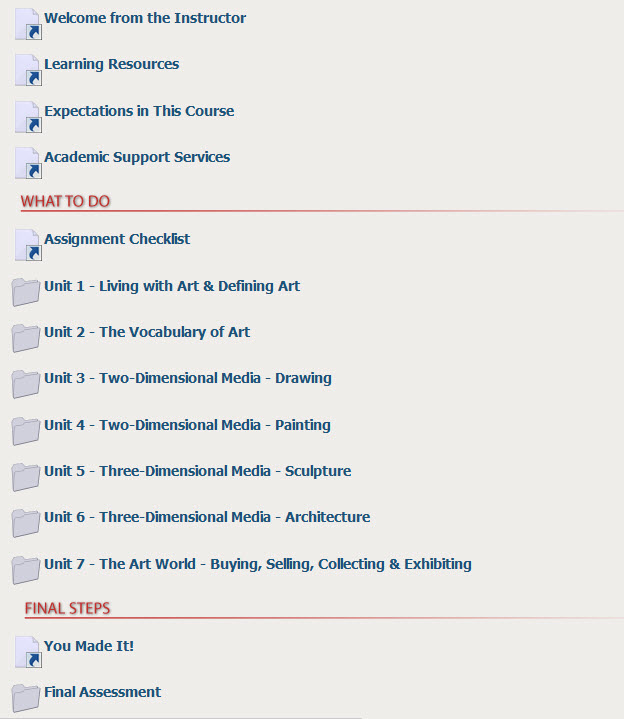 Welcome from the Instructor
Learning Resources
Expectations in This Course
Academic Support Services
WHAT TO DO
Assignment Checklist
Unit 1 - Living with Art & Defining Art
Unit 2 - The Vocabulary of Art
Unit 3 - Two-Dimensional Media - Drawing
Unit 4 - Two-Dimensional Media - Painting
Unit 5 - Three-Dimensional Media - Sculpture
Unit 6 - Three-Dimensional Media - Architecture
Unit 7 - The Art World - Buying, Selling, Collecting & Exhibiting
FINAL STEPS
You Made It!
Final Assessment